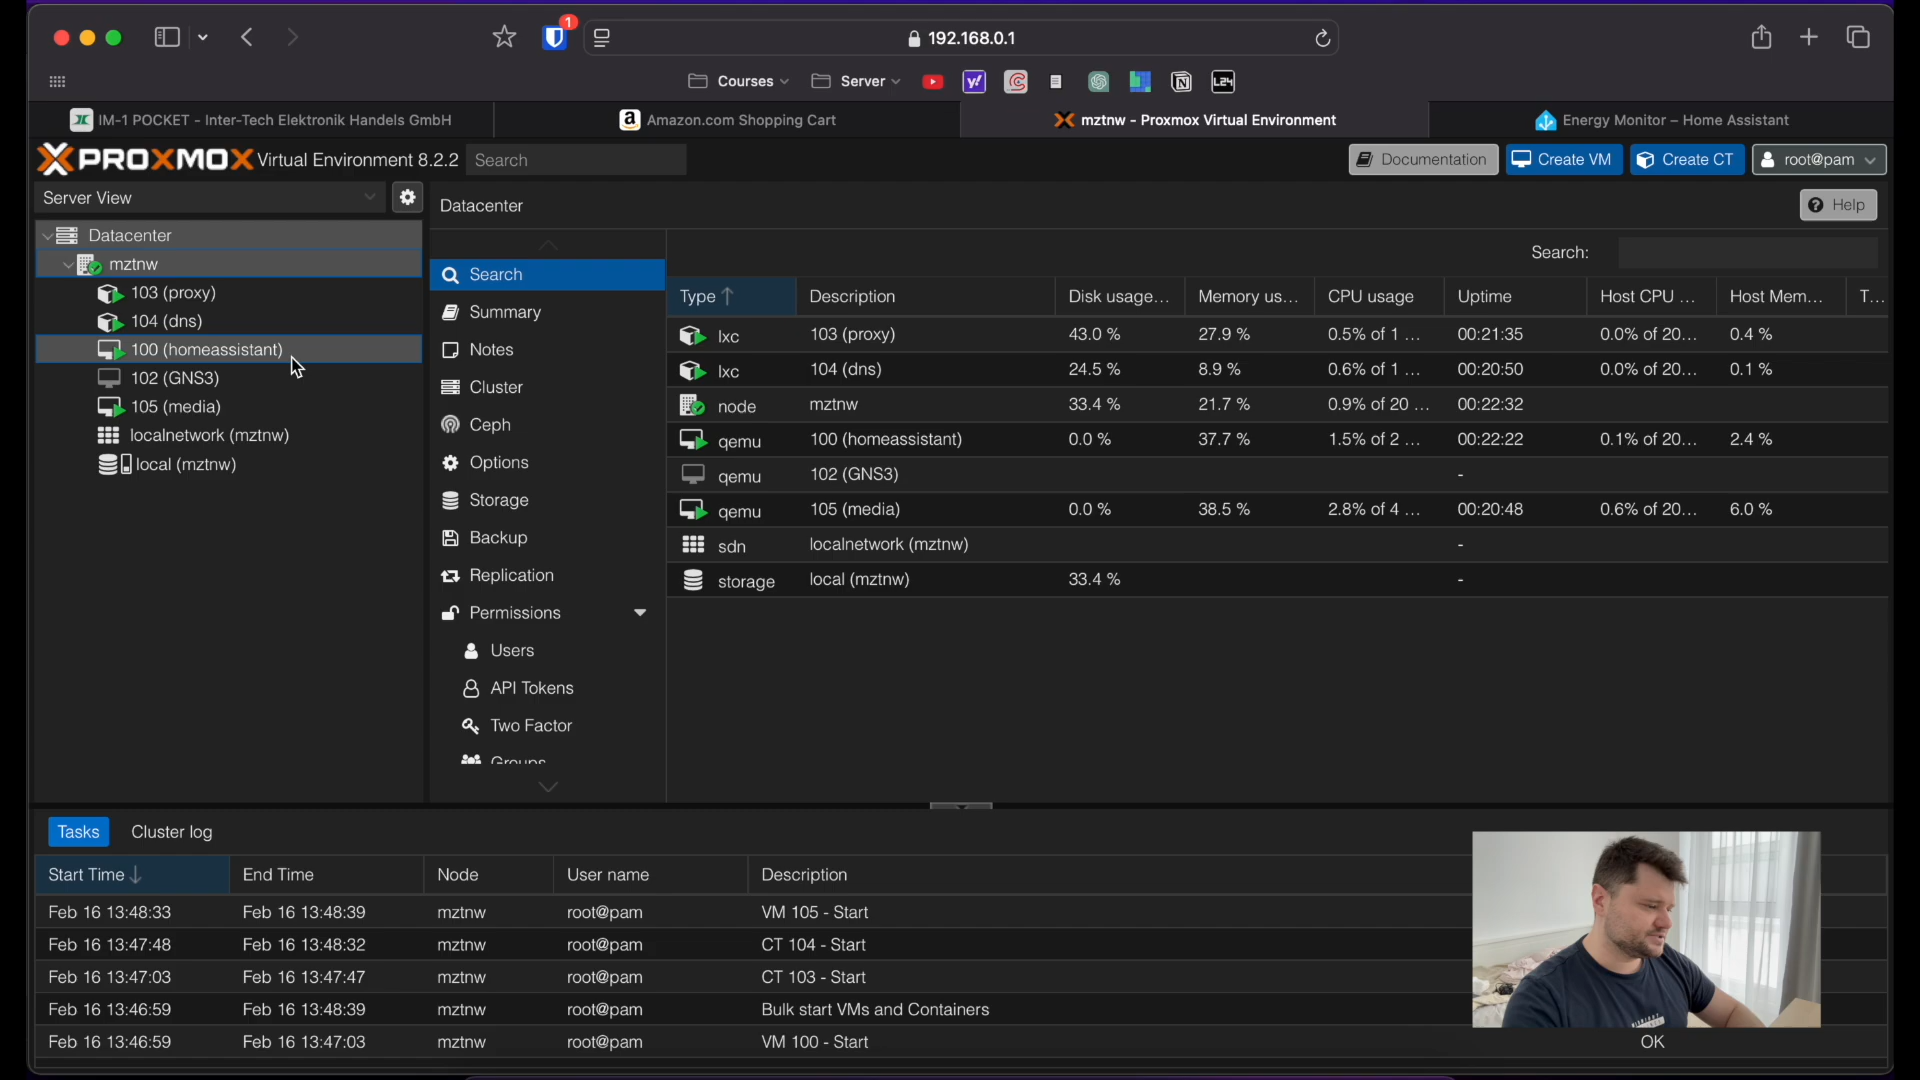 1
192.168.0.1
Courses
Server
y!
L24
IM-1 POCKET - Inter-Tech Elektronik Handels GmbH
a Amazon.com Shopping Cart
mztnw - Proxmox Virtual Environment
Energy Monitor – Home Assistant
PROXMOX Virtual Environment 8.2.2
Search
Documentation
Create VM
Create CT
root@pam
Server View
Datacenter
Help
Datacenter
mztnw
103 (proxy)
104 (dns)
100 (homeassistant)
102 (GNS3)
105 (media)
localnetwork (mztnw)
local (mztnw)
Search
Summary
Notes
Cluster
Ceph
Options
Storage
Backup
Replication
Permissions
Users
API Tokens
Two Factor
Groups
Search:
Type Description Disk usage... Memory us... CPU usage Uptime Host CPU ... Host Mem... T...
lxc 103 (proxy) 43.0 % 27.9 % 0.5% of 1 ... 00:21:35 0.0% of 20... 0.4 %
lxc 104 (dns) 24.5 % 8.9 % 0.6% of 1 ... 00:20:50 0.0% of 20... 0.1 %
node mztnw 33.4 % 21.7 % 0.9% of 20 ... 00:22:32
qemu 100 (homeassistant) 0.0 % 37.7 % 1.5% of 2 ... 00:22:22 0.1% of 20... 2.4 %
qemu 102 (GNS3) -
qemu 105 (media) 0.0 % 38.5 % 2.8% of 4 ... 00:20:48 0.6% of 20... 6.0 %
sdn localnetwork (mztnw) -
storage local (mztnw) 33.4 % -
Tasks Cluster log
Start Time End Time Node User name Description
Feb 16 13:48:33 Feb 16 13:48:39 mztnw root@pam VM 105 - Start
Feb 16 13:47:48 Feb 16 13:48:32 mztnw root@pam CT 104 - Start
Feb 16 13:47:03 Feb 16 13:47:47 mztnw root@pam CT 103 - Start
Feb 16 13:46:59 Feb 16 13:48:39 mztnw root@pam Bulk start VMs and Containers
Feb 16 13:46:59 Feb 16 13:47:03 mztnw root@pam VM 100 - Start OK